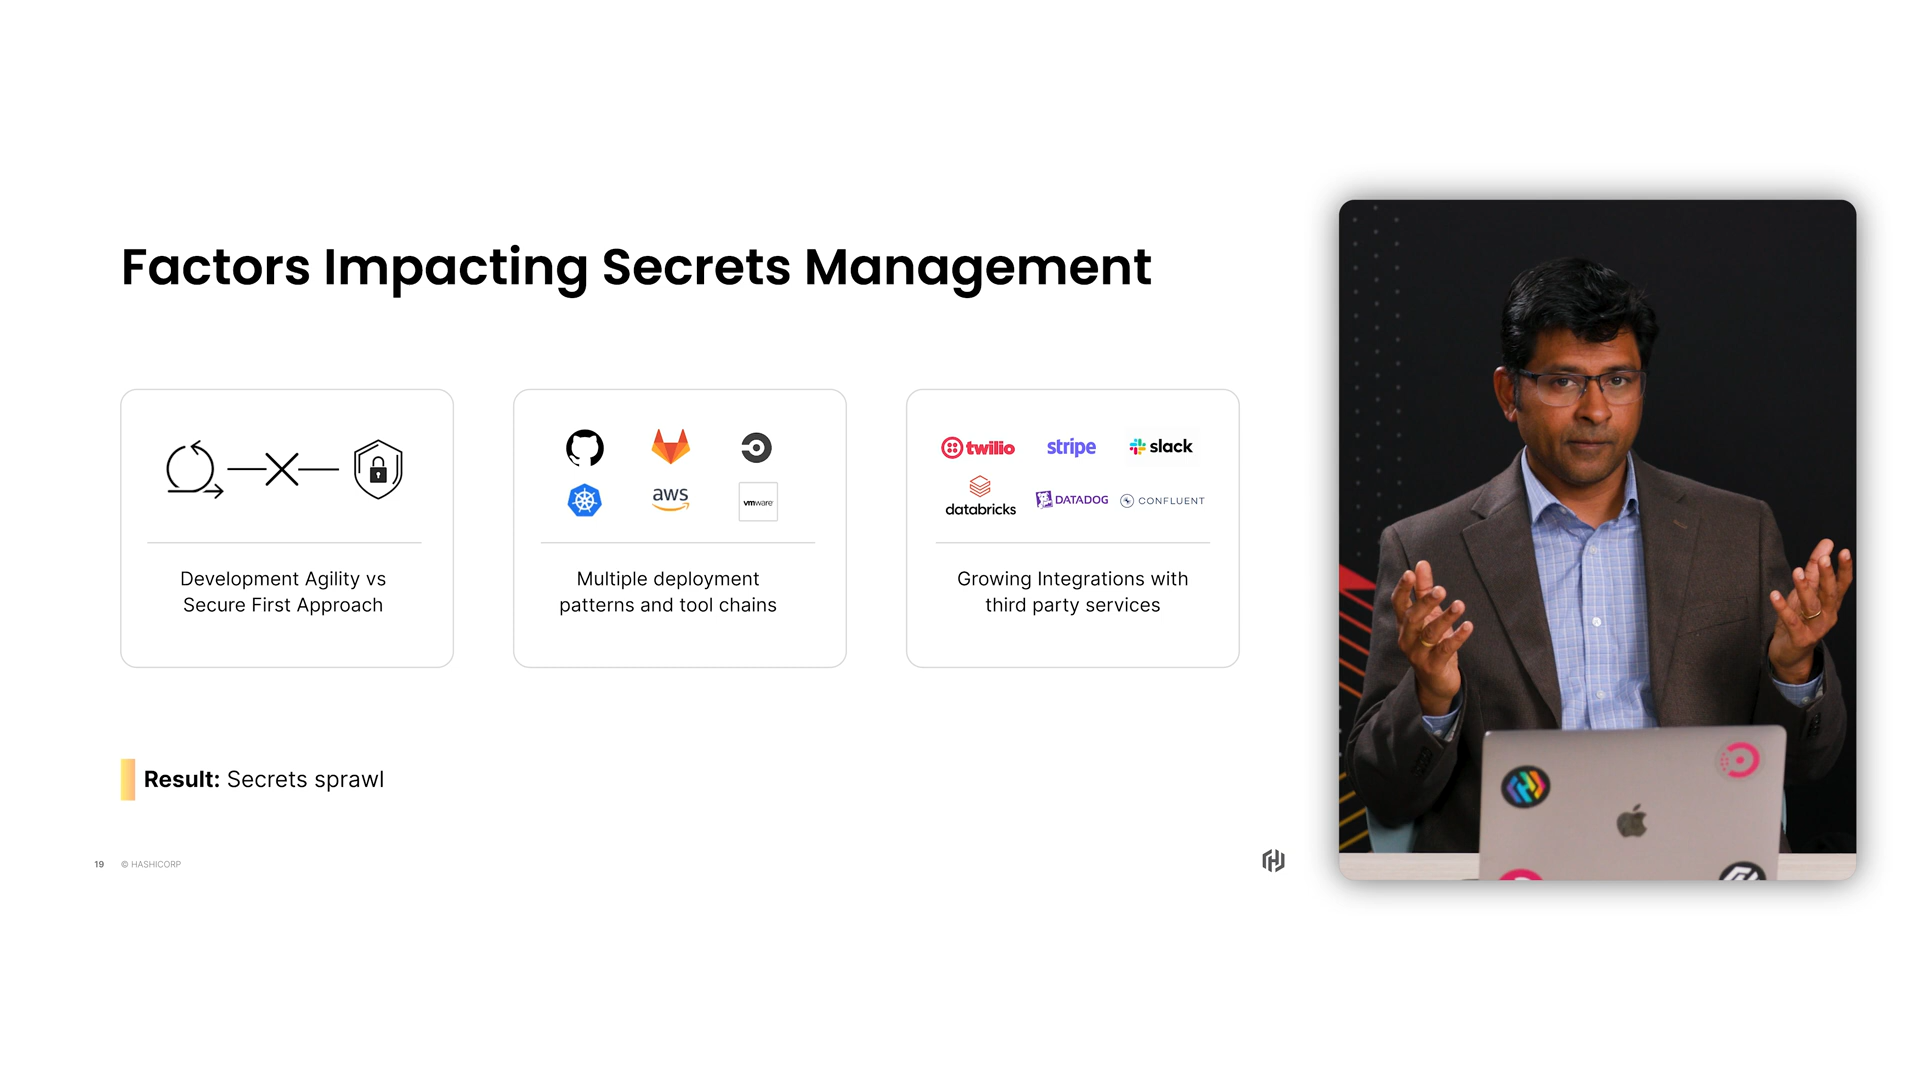 Factors Impacting Secrets Management
Development Agility vs
Secure First Approach
aws
vmware
Multiple deployment
patterns and tool chains
twilio
stripe
slack
databricks
DATADOG
CONFLUENT
Growing Integrations with
third party services
Result: Secrets sprawl
19 © HASHICORP